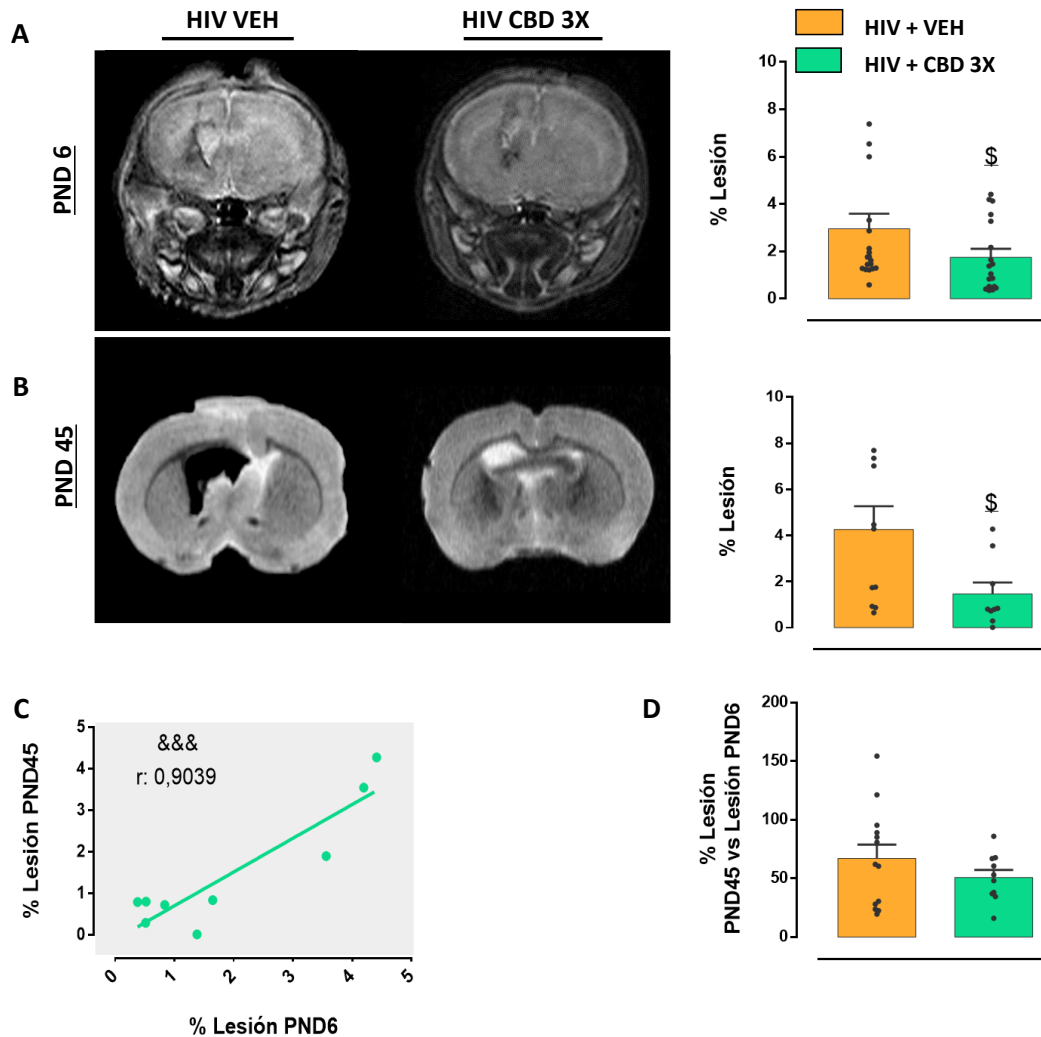 HIV VEH
HIV CBD 3X
HIV + VEH
HIV + CBD 3X
A
PND 6
% Lesión
10
8
6
4
2
0
$
B
PND 45
% Lesión
10
8
6
4
2
0
$
C
% Lesión PND45
5
4
3
2
1
0
&&&
r: 0,9039
0
1
2
3
4
5
% Lesión PND6
D
% Lesión
PND45 vs Lesión PND6
200
150
100
50
0